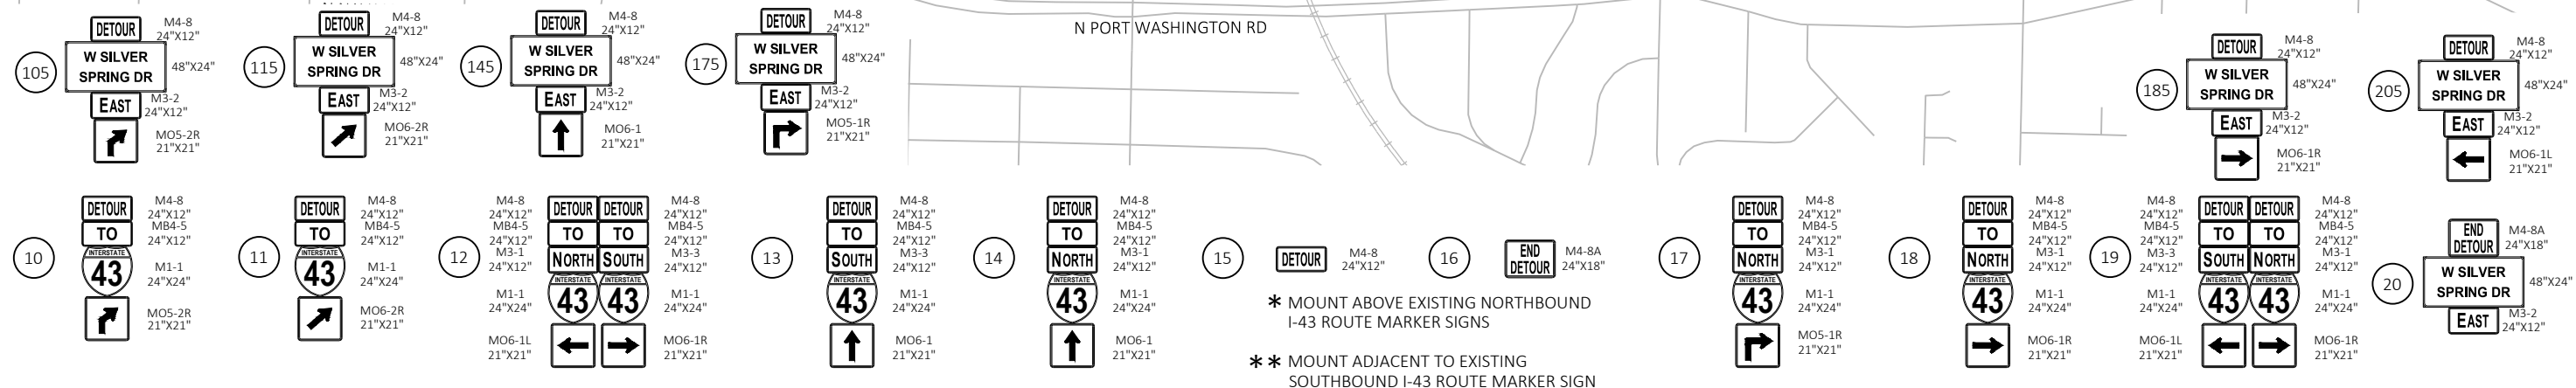 N PORT WASHINGTON RD
105
DETOUR
M4-8
24"X12"
W SILVER
SPRING DR
48"X24"
EAST
M3-2
24"X12"
MO5-2R
21"X21"
115
DETOUR
M4-8
24"X12"
W SILVER
SPRING DR
48"X24"
EAST
M3-2
24"X12"
MO6-2R
21"X21"
145
DETOUR
M4-8
24"X12"
W SILVER
SPRING DR
48"X24"
EAST
M3-2
24"X12"
MO6-1
21"X21"
175
DETOUR
M4-8
24"X12"
W SILVER
SPRING DR
48"X24"
EAST
M3-2
24"X12"
MO5-1R
21"X21"
185
DETOUR
M4-8
24"X12"
W SILVER
SPRING DR
48"X24"
EAST
M3-2
24"X12"
MO6-1R
21"X21"
205
DETOUR
M4-8
24"X12"
W SILVER
SPRING DR
48"X24"
EAST
M3-2
24"X12"
MO6-1L
21"X21"
10
DETOUR
M4-8
24"X12"
TO
MB4-5
24"X12"
INTERSTATE
43
M1-1
24"X24"
MO5-2R
21"X21"
11
DETOUR
M4-8
24"X12"
TO
MB4-5
24"X12"
INTERSTATE
43
M1-1
24"X24"
MO6-2R
21"X21"
12
M4-8
24"X12"
MB4-5
24"X12"
M3-1
24"X12"
M1-1
24"X24"
MO6-1L
21"X21"
DETOUR DETOUR
TO TO
NORTH SOUTH
INTERSTATE INTERSTATE
43 43
M4-8
24"X12"
MB4-5
24"X12"
M3-3
24"X12"
M1-1
24"X24"
MO6-1R
21"X21"
13
DETOUR
M4-8
24"X12"
TO
MB4-5
24"X12"
SOUTH
M3-3
24"X12"
INTERSTATE
43
M1-1
24"X24"
MO6-1
21"X21"
14
DETOUR
M4-8
24"X12"
TO
MB4-5
24"X12"
NORTH
M3-1
24"X12"
INTERSTATE
43
M1-1
24"X24"
MO6-1
21"X21"
15
DETOUR
M4-8
24"X12"
16
END
DETOUR
M4-8A
24"X18"
* MOUNT ABOVE EXISTING NORTHBOUND
I-43 ROUTE MARKER SIGNS
** MOUNT ADJACENT TO EXISTING
SOUTHBOUND I-43 ROUTE MARKER SIGN
17
DETOUR
M4-8
24"X12"
TO
MB4-5
24"X12"
NORTH
M3-1
24"X12"
INTERSTATE
43
M1-1
24"X24"
MO5-1R
21"X21"
18
DETOUR
M4-8
24"X12"
TO
MB4-5
24"X12"
NORTH
M3-1
24"X12"
INTERSTATE
43
M1-1
24"X24"
MO6-1R
21"X21"
19
M4-8
24"X12"
MB4-5
24"X12"
M3-3
24"X12"
M1-1
24"X24"
MO6-1L
21"X21"
DETOUR DETOUR
TO TO
SOUTH NORTH
INTERSTATE INTERSTATE
43 43
M4-8
24"X12"
MB4-5
24"X12"
M3-1
24"X12"
M1-1
24"X24"
MO6-1R
21"X21"
20
END
DETOUR
M4-8A
24"X18"
W SILVER
SPRING DR
48"X24"
EAST
M3-2
24"X12"